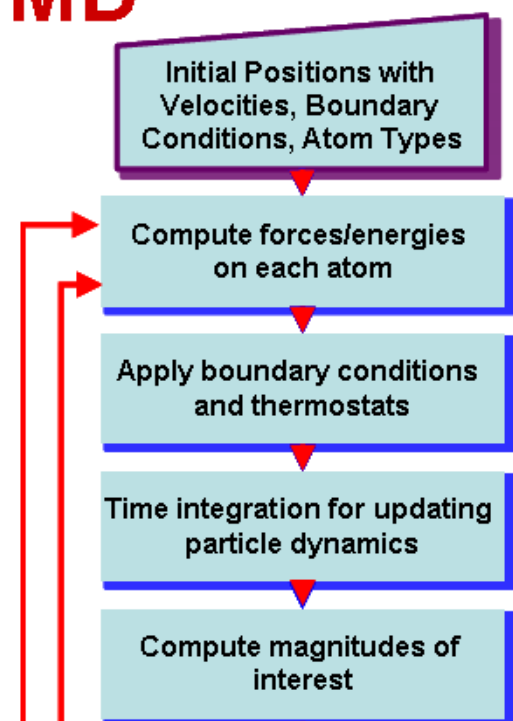 MD
Initial Positions with
Velocities, Boundary
Conditions, Atom Types
Compute forces/energies
on each atom
Apply boundary conditions
and thermostats
Time integration for updating
particle dynamics
Compute magnitudes of
interest